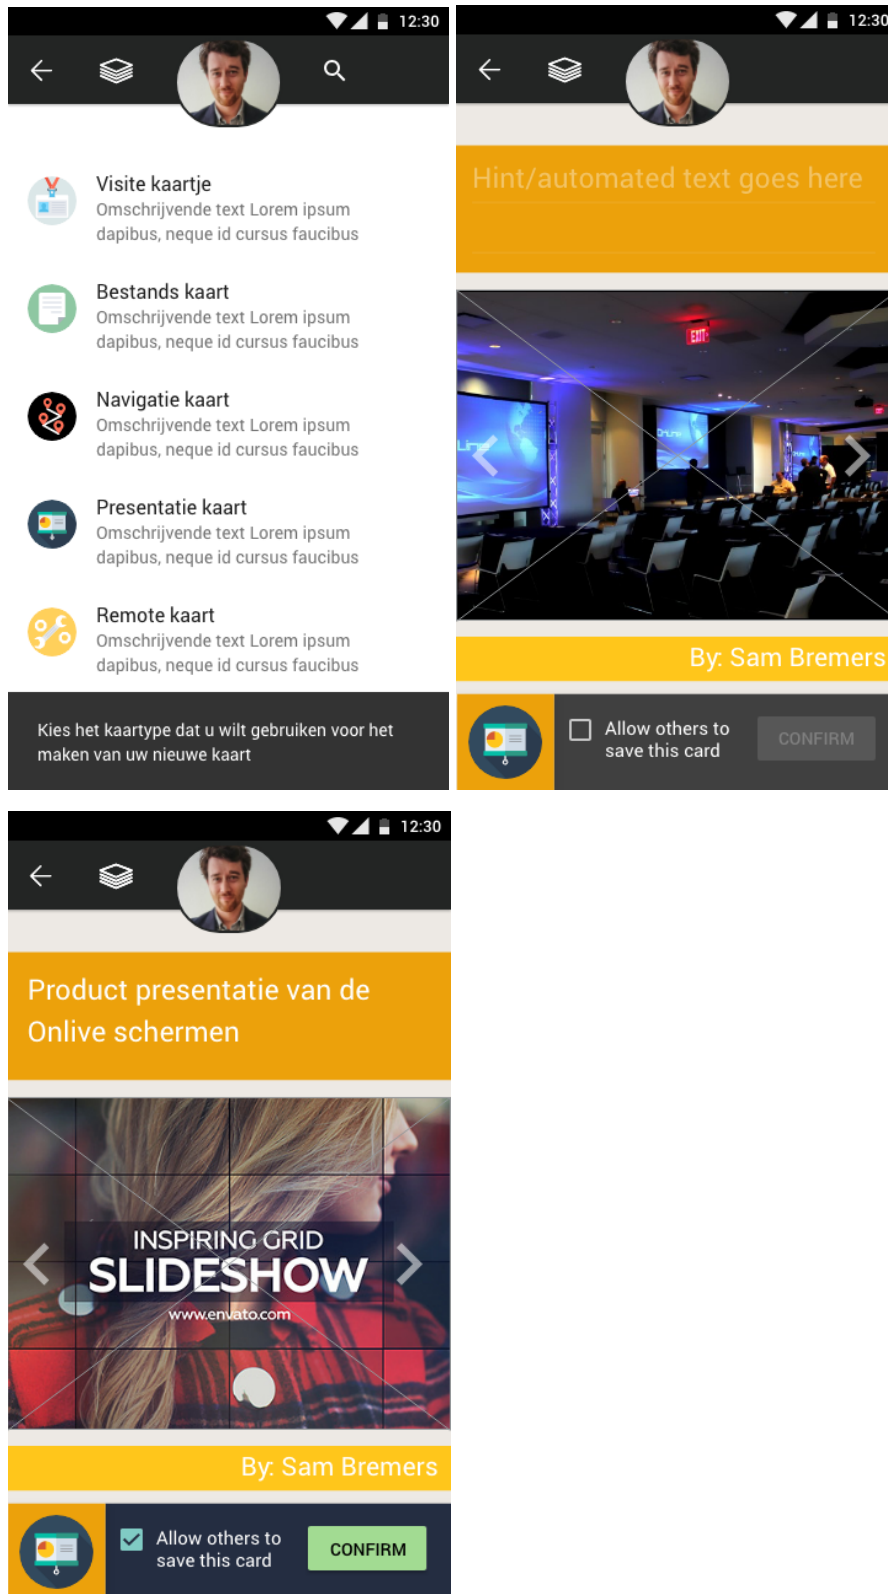 12:30
Visite kaartje
Omschrijvende text Lorem ipsum
dapibus, neque id cursus faucibus
Bestands kaart
Omschrijvende text Lorem ipsum
dapibus, neque id cursus faucibus
Navigatie kaart
Omschrijvende text Lorem ipsum
dapibus, neque id cursus faucibus
Presentatie kaart
Omschrijvende text Lorem ipsum
dapibus, neque id cursus faucibus
Remote kaart
Omschrijvende text Lorem ipsum
dapibus, neque id cursus faucibus
Kies het kaartype dat u wilt gebruiken voor het
maken van uw nieuwe kaart
12:30
Hint/automated text goes here
EXIT
By: Sam Bremers
Allow others to
save this card
CONFIRM
12:30
Product presentatie van de
Onlive schermen
INSPIRING GRID
SLIDESHOW
www.envato.com
By: Sam Bremers
Allow others to
save this card
CONFIRM